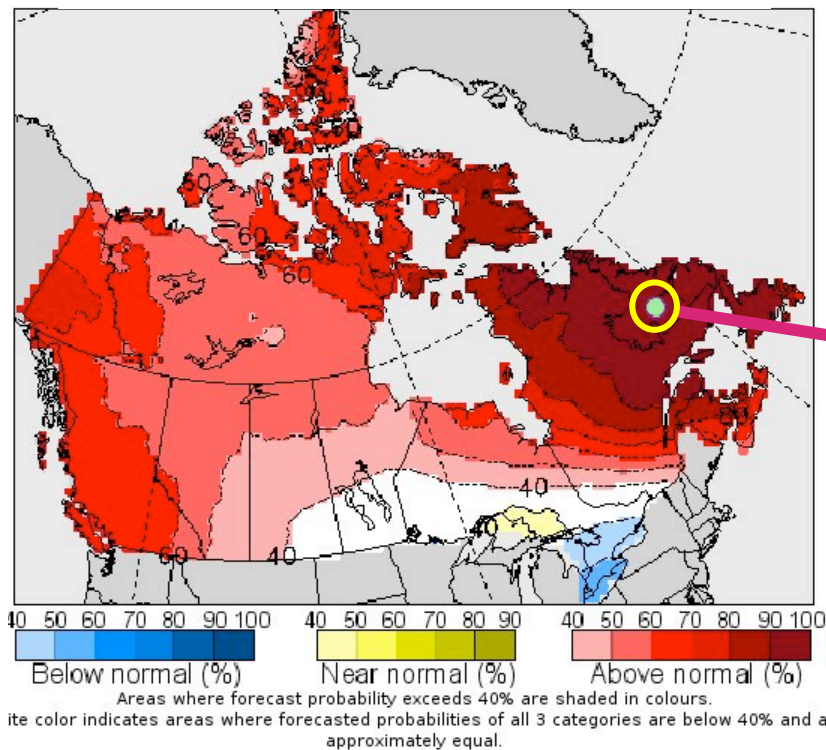 60
60
60
40
40
60
40
40 50 60 70 80 90 100
40 50 60 70 80 90
40 50 60 70 80 90 100
Below normal (%)
Near normal (%)
Above normal (%)
Areas where forecast probability exceeds 40% are shaded in colours.
ite color indicates areas where forecasted probabilities of all 3 categories are below 40% and a
approximately equal.